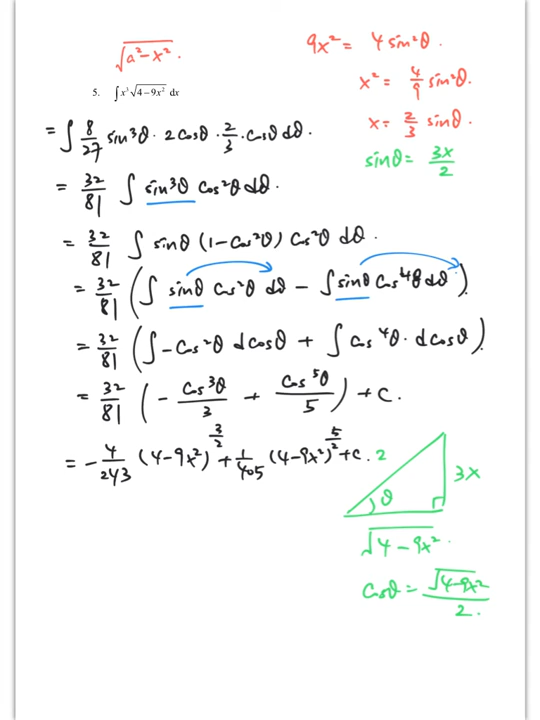 √(a²−x²).
9x² = 4 sin²θ.
x² = 4/9 sin²θ.
x = 2/3 sinθ.
sinθ = 3x/2
5. ∫x³√(4−9x²) dx
= ∫ 8/27 sin³θ · 2cosθ · 2/3 · cosθ dθ.
= 32/81 ∫ sin³θ cos²θ dθ.
= 32/81 ∫ sinθ (1−cos²θ) cos²θ dθ.
= 32/81 (∫ sinθ cos²θ dθ − ∫ sinθ cos⁴θ dθ).
= 32/81 (∫ −cos²θ dcosθ + ∫ cos⁴θ · dcosθ).
= 32/81 (− cos³θ/3 + cos⁵θ/5) + C.
= −4/243 (4−9x²)^(3/2) + 1/405 (4−9x²)^(5/2) + C.
2
θ
3x
√(4−9x²).
cosθ = √(4−9x²)/2.